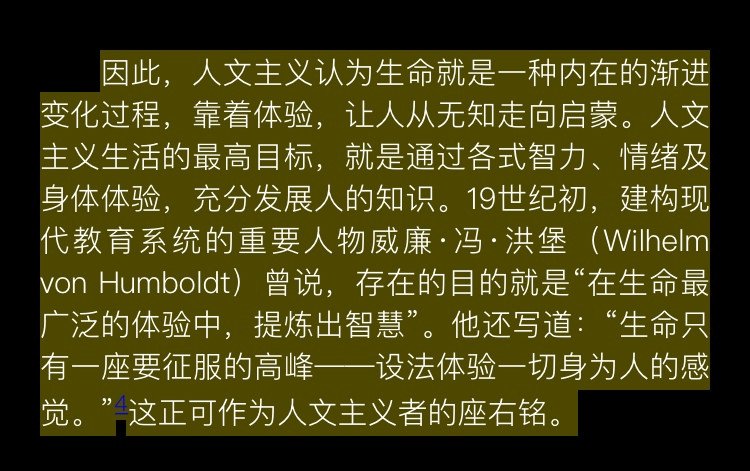 因此，人文主义认为生命就是一种内在的渐进
变化过程，靠着体验，让人从无知走向启蒙。人文
主义生活的最高目标，就是通过各式智力、情绪及
身体体验，充分发展人的知识。19世纪初，建构现
代教育系统的重要人物威廉·冯·洪堡（Wilhelm
von Humboldt）曾说，存在的目的就是“在生命最
广泛的体验中，提炼出智慧”。他还写道：“生命只
有一座要征服的高峰——设法体验一切身为人的感
觉。”4这正可作为人文主义者的座右铭。